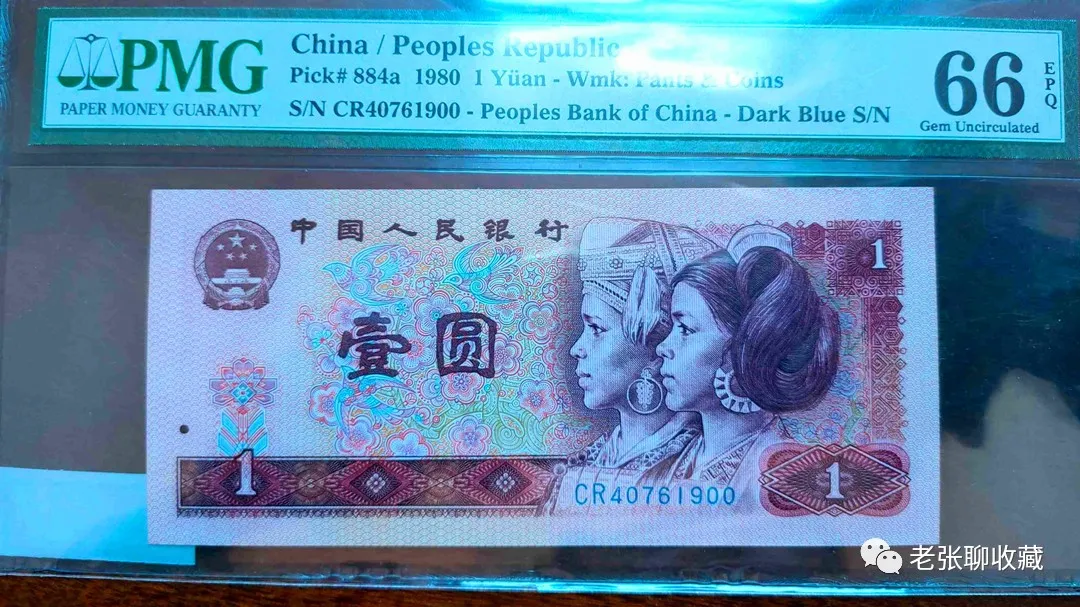 PMG
PAPER MONEY GUARANTY
China / Peoples Republic
Pick# 884a 1980 1 Yüan - Wmk: Pants & Coins
S/N CR40761900 - Peoples Bank of China - Dark Blue S/N
66
EPQ
Gem Uncirculated
中国人民银行
1
壹圆
1
CR40761900
1
老张聊收藏